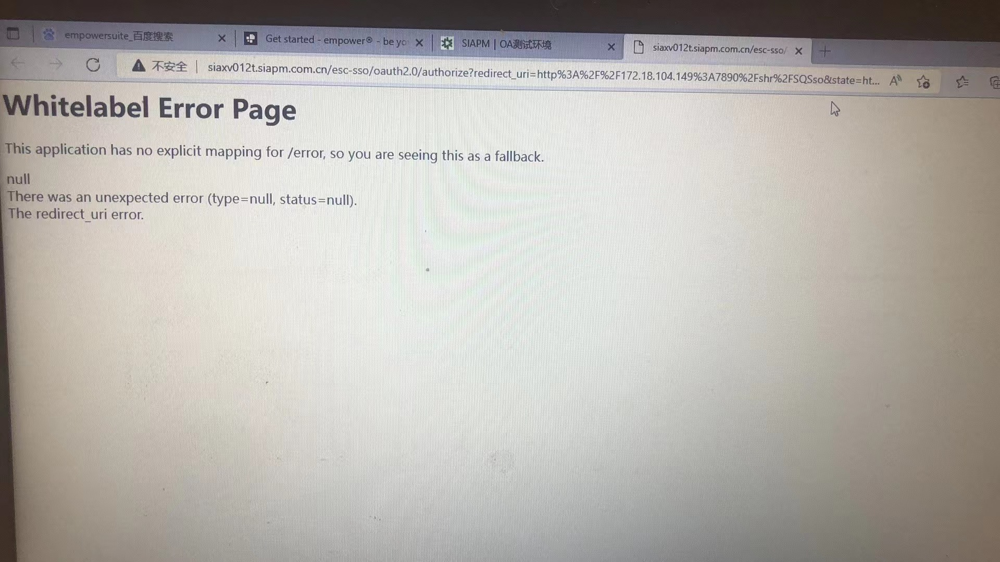 empowersuite_百度搜索
Get started - empower® - be yo
SIAPM | OA测试环境
siaxv012t.siapm.com.cn/esc-sso/
不安全
siaxv012t.siapm.com.cn/esc-sso/oauth2.0/authorize?redirect_uri=http%3A%2F%2F172.18.104.149%3A7890%2Fshr%2FSQSso&state=ht...
Whitelabel Error Page
This application has no explicit mapping for /error, so you are seeing this as a fallback.
null
There was an unexpected error (type=null, status=null).
The redirect_uri error.